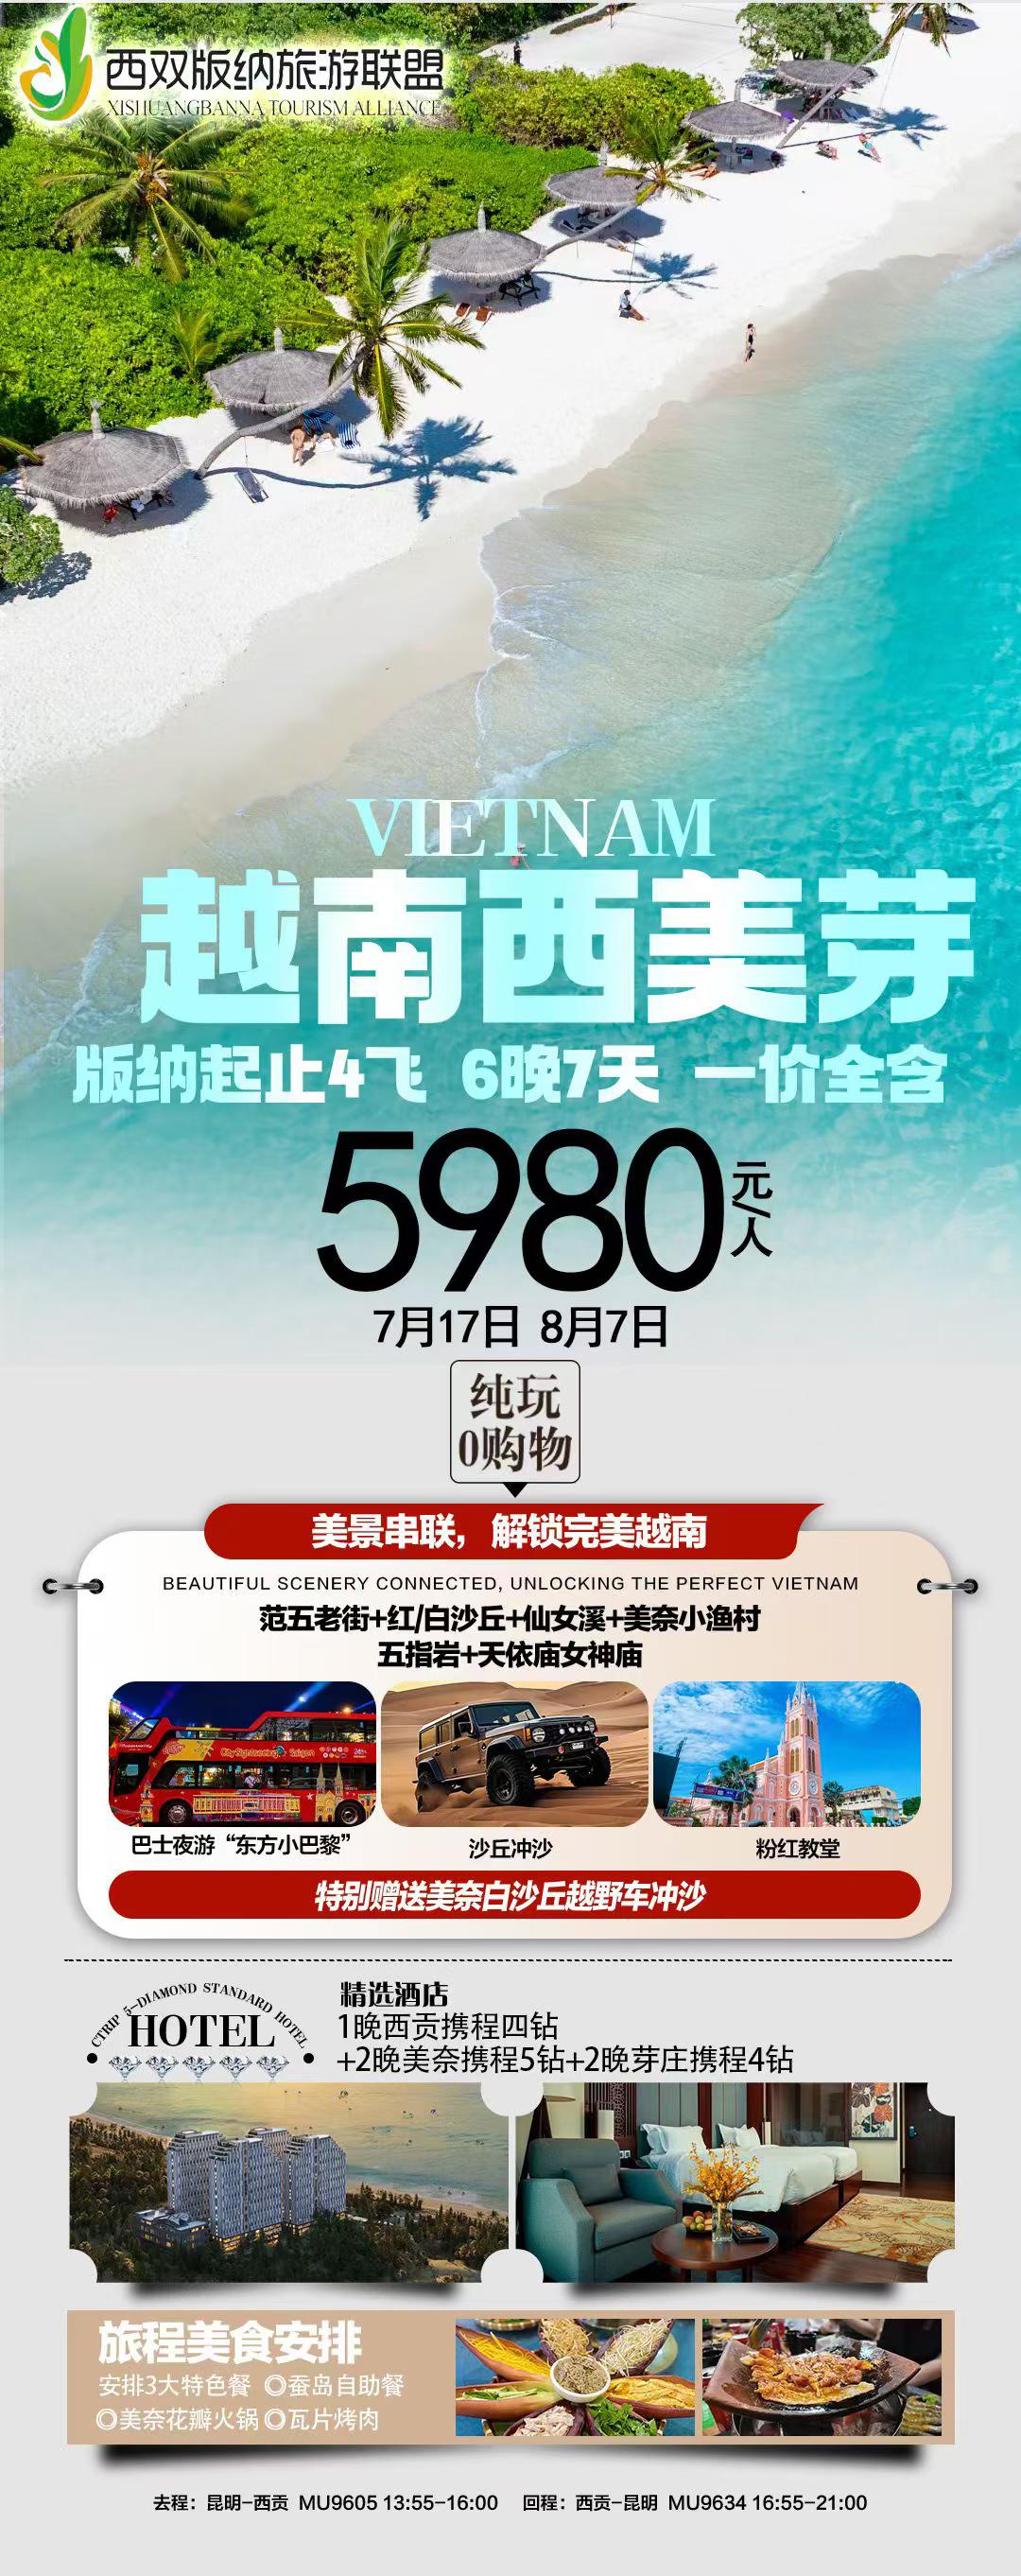 西双版纳旅游联盟
XISHUANGBANNA TOURISM ALLIANCE
VIETNAM
越南西美芽
版纳起止4飞 6晚7天 一价全含
5980元/人
7月17日 8月7日
纯玩
0购物
美景串联，解锁完美越南
BEAUTIFUL SCENERY CONNECTED, UNLOCKING THE PERFECT VIETNAM
范五老街+红/白沙丘+仙女溪+美奈小渔村
五指岩+天依庙女神庙
City Sightseeing Saigon
巴士夜游“东方小巴黎”
沙丘冲沙
粉红教堂
特别赠送美奈白沙丘越野车冲沙
CTRIP 5-DIAMOND STANDARD HOTEL
HOTEL
精选酒店
1晚西贡携程四钻
+2晚美奈携程5钻+2晚芽庄携程4钻
旅程美食安排
安排3大特色餐 ◎蚕岛自助餐
◎美奈花瓣火锅 ◎瓦片烤肉
去程：昆明-西贡 MU9605 13:55-16:00 回程：西贡-昆明 MU9634 16:55-21:00